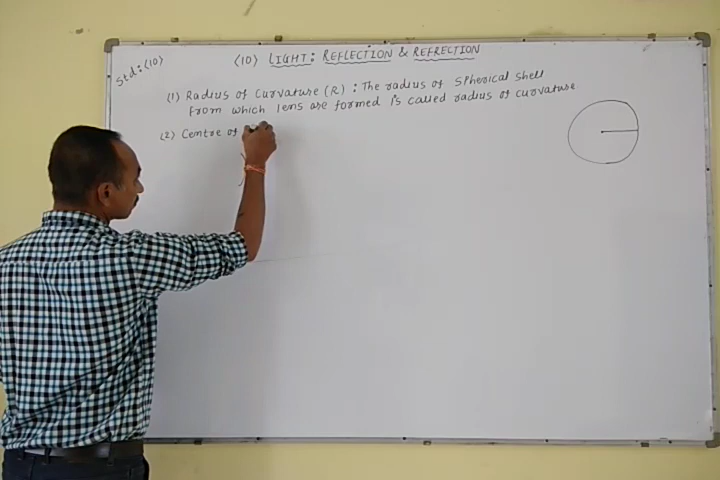 Std: (10)
(10) LIGHT: REFLECTION & REFRECTION
(1) Radius of Curvature (R) : The radius of Spherical shell
from which lens are formed is called radius of curvature.
(2) Centre of